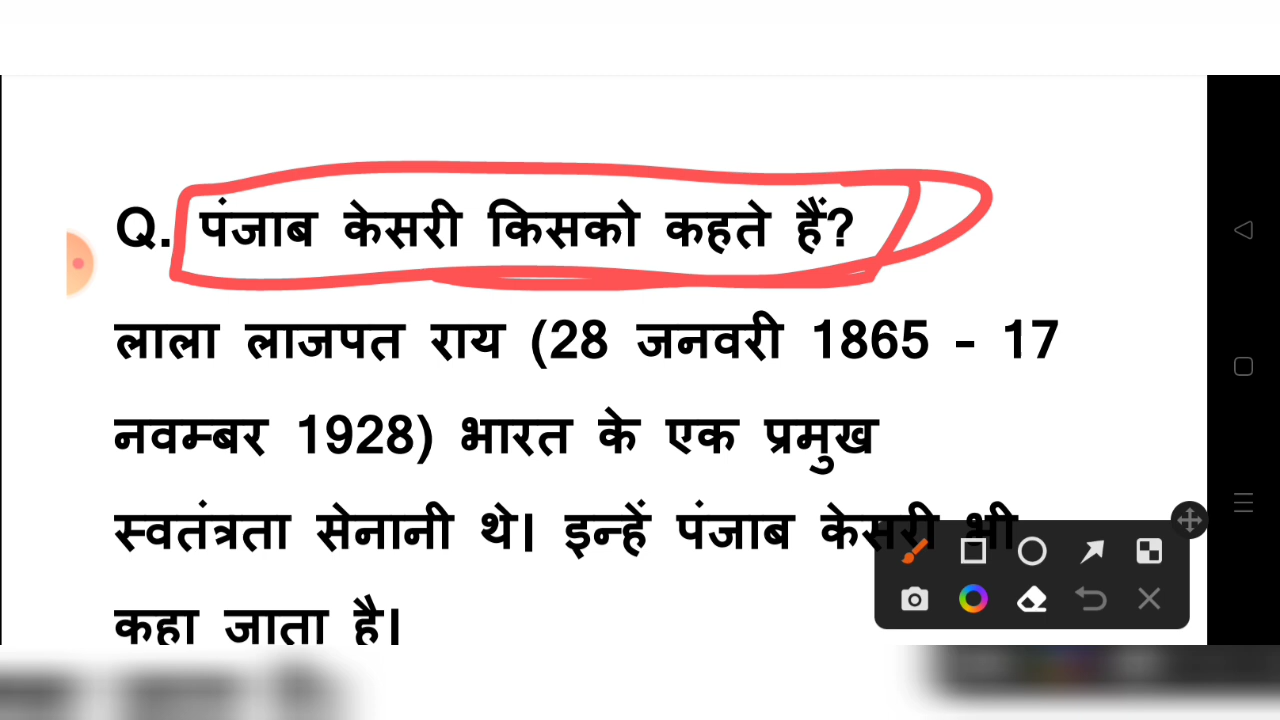 Q. पंजाब केसरी किसको कहते हैं?
लाला लाजपत राय (28 जनवरी 1865 - 17
नवम्बर 1928) भारत के एक प्रमुख
स्वतंत्रता सेनानी थे। इन्हें पंजाब केसरी भी
कहा जाता है।